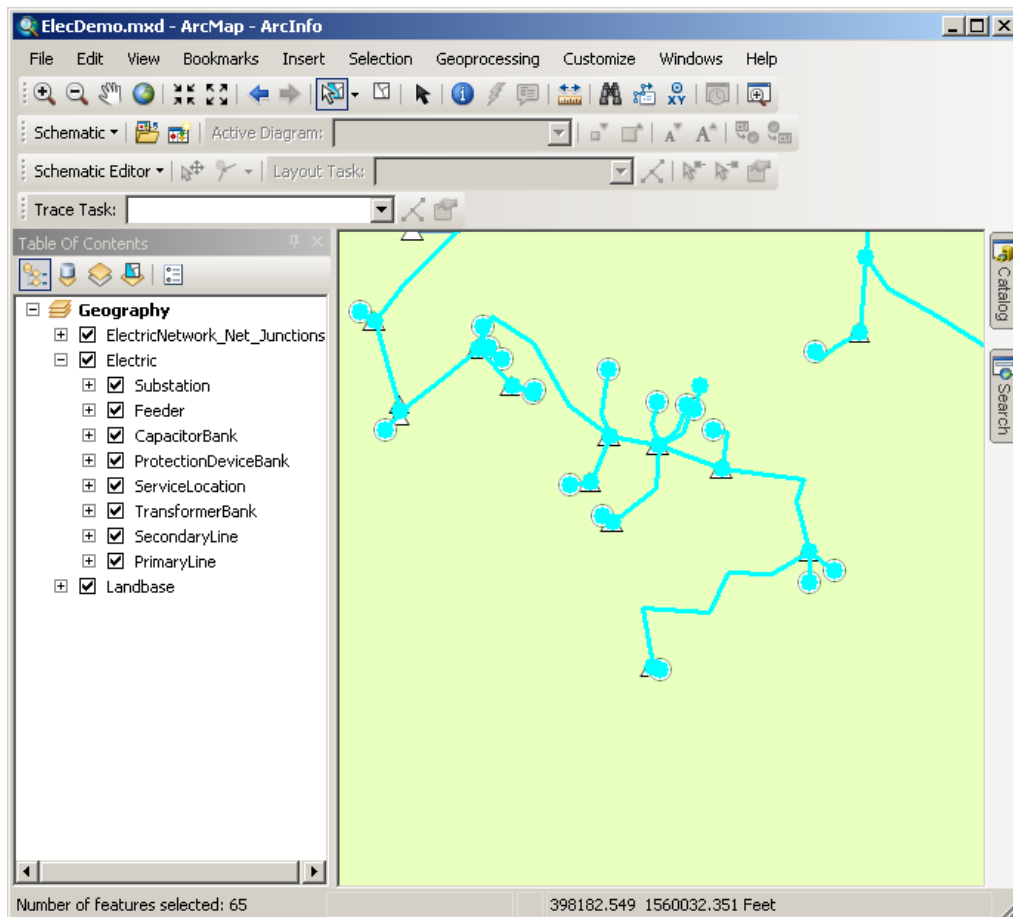 ElecDemo.mxd - ArcMap - ArcInfo
File Edit View Bookmarks Insert Selection Geoprocessing Customize Windows Help
XY
Schematic Active Diagram: A A
Schematic Editor Layout Task:
Trace Task:
Table Of Contents
Geography
ElectricNetwork_Net_Junctions
Electric
Substation
Feeder
CapacitorBank
ProtectionDeviceBank
ServiceLocation
TransformerBank
SecondaryLine
PrimaryLine
Landbase
Catalog
Search
Number of features selected: 65 398182.549 1560032.351 Feet